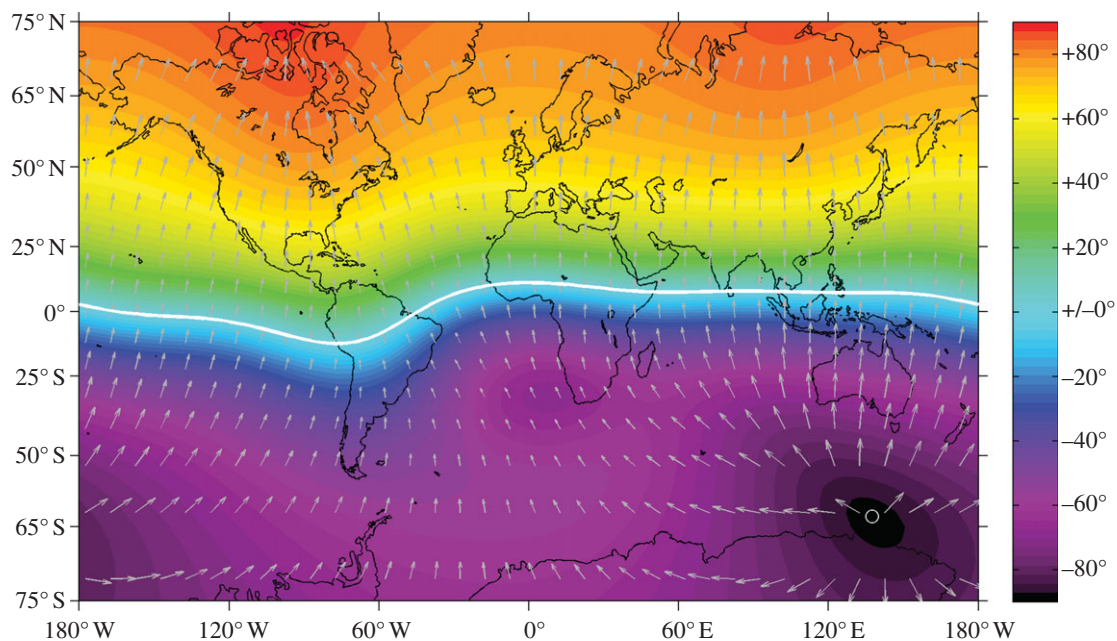 75° N
65° N
50° N
25° N
0°
25° S
50° S
65° S
75° S
180° W
120° W
60° W
0°
60° E
120° E
180° W
+80°
+60°
+40°
+20°
+/–0°
–20°
–40°
–60°
–80°